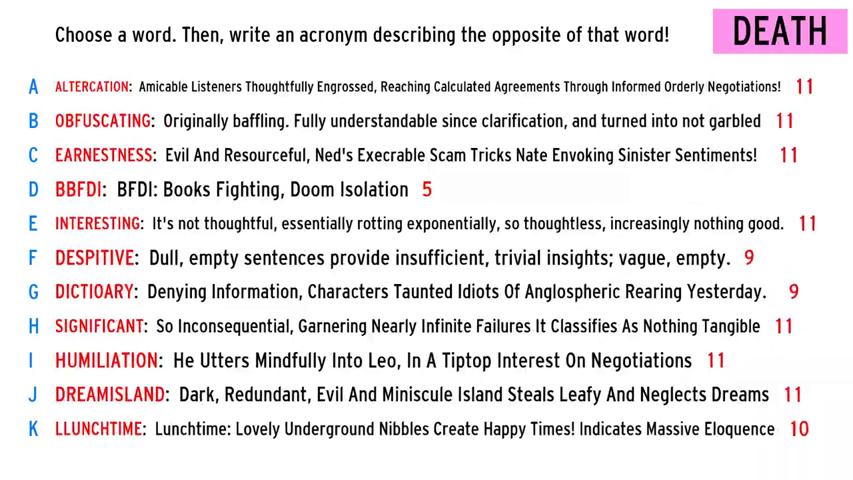 Choose a word. Then, write an acronym describing the opposite of that word!
DEATH
A ALTERCATION: Amicable Listeners Thoughtfully Engrossed, Reaching Calculated Agreements Through Informed Orderly Negotiations! 11
B OBFUSCATING: Originally baffling. Fully understandable since clarification, and turned into not garbled 11
C EARNESTNESS: Evil And Resourceful, Ned's Execrable Scam Tricks Nate Envoking Sinister Sentiments! 11
D BBFDI: BFDI: Books Fighting, Doom Isolation 5
E INTERESTING: It's not thoughtful, essentially rotting exponentially, so thoughtless, increasingly nothing good. 11
F DESPITIVE: Dull, empty sentences provide insufficient, trivial insights; vague, empty. 9
G DICTIOARY: Denying Information, Characters Taunted Idiots Of Anglospheric Rearing Yesterday. 9
H SIGNIFICANT: So Inconsequential, Garnering Nearly Infinite Failures It Classifies As Nothing Tangible 11
I HUMILIATION: He Utters Mindfully Into Leo, In A Tiptop Interest On Negotiations 11
J DREAMISLAND: Dark, Redundant, Evil And Miniscule Island Steals Leafy And Neglects Dreams 11
K LLUNCHTIME: Lunchtime: Lovely Underground Nibbles Create Happy Times! Indicates Massive Eloquence 10